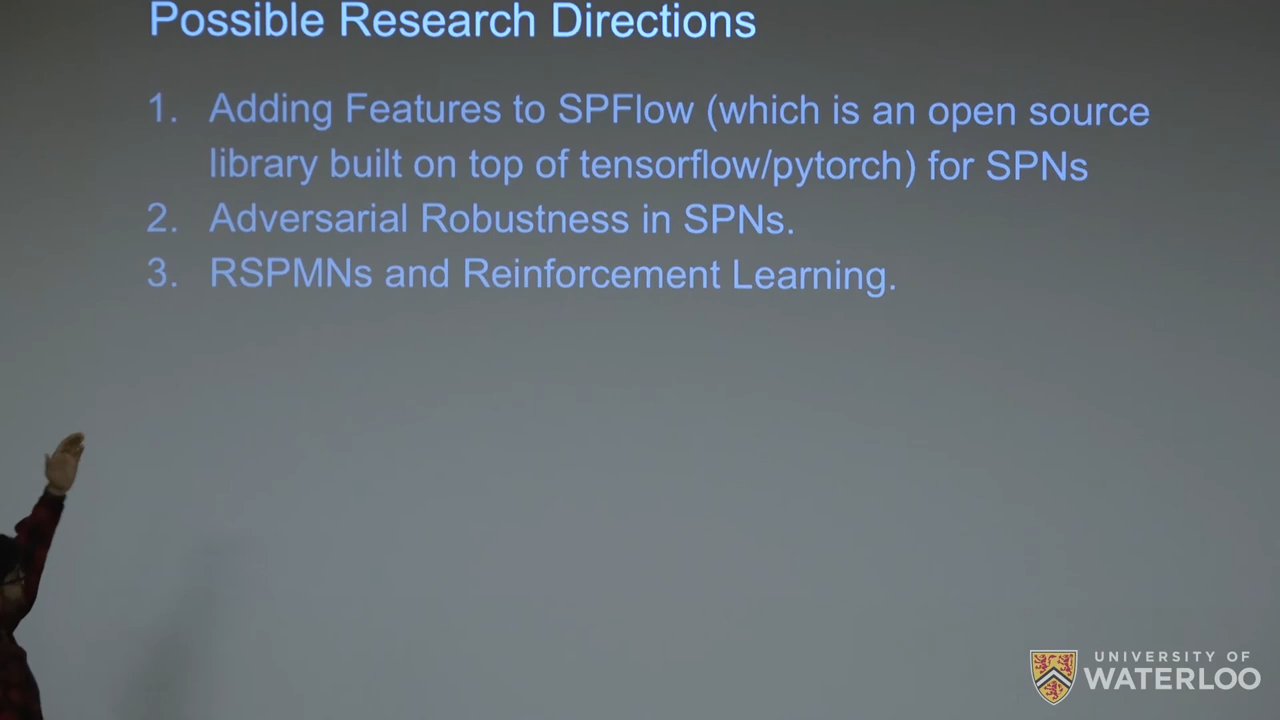 Possible Research Directions
1. Adding Features to SPFlow (which is an open source
library built on top of tensorflow/pytorch) for SPNs
2. Adversarial Robustness in SPNs.
3. RSPMNs and Reinforcement Learning.
UNIVERSITY OF
WATERLOO